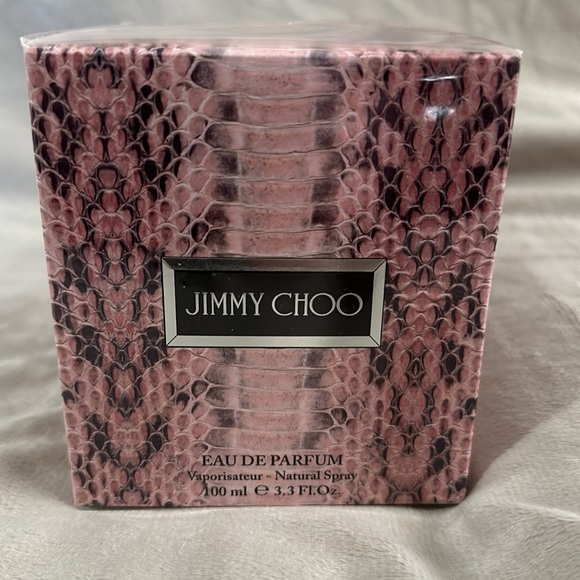 JIMMY CHOO
EAU DE PARFUM
Vaporisateur - Natural Spray
100 ml ℮ 3.3 Fl.Oz.